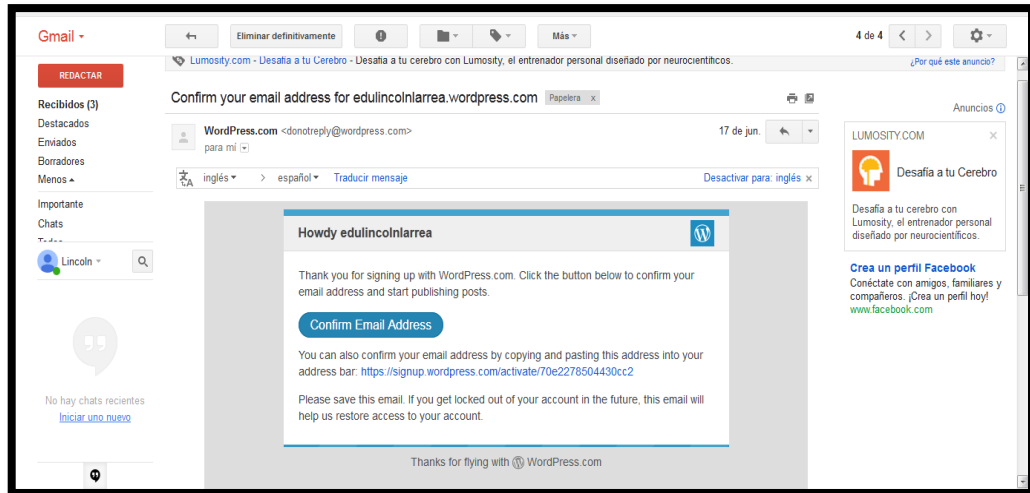 Gmail
Eliminar definitivamente
Más
4 de 4
REDACTAR
Recibidos (3)
Destacados
Enviados
Borradores
Menos
Importante
Chats
Lincoln
No hay chats recientes
Iniciar uno nuevo
Lumosity.com - Desafía a tu Cerebro - Desafía a tu cerebro con Lumosity, el entrenador personal diseñado por neurocientíficos.
¿Por qué este anuncio?
Confirm your email address for edulincolnlarrea.wordpress.com Papelera x
WordPress.com <donotreply@wordpress.com>
17 de jun.
para mí
inglés > español Traducir mensaje
Desactivar para: inglés x
Howdy edulincolnlarrea
Thank you for signing up with WordPress.com. Click the button below to confirm your
email address and start publishing posts.
Confirm Email Address
You can also confirm your email address by copying and pasting this address into your
address bar: https://signup.wordpress.com/activate/70e2278504430cc2
Please save this email. If you get locked out of your account in the future, this email will
help us restore access to your account.
Thanks for flying with WordPress.com
Anuncios
LUMOSITY.COM
Desafía a tu Cerebro
Desafía tu cerebro con
Lumosity, el entrenador personal
diseñado por neurocientíficos.
Crea un perfil Facebook
Conéctate con amigos, familiares y
compañeros. ¡Crea un perfil hoy!
www.facebook.com